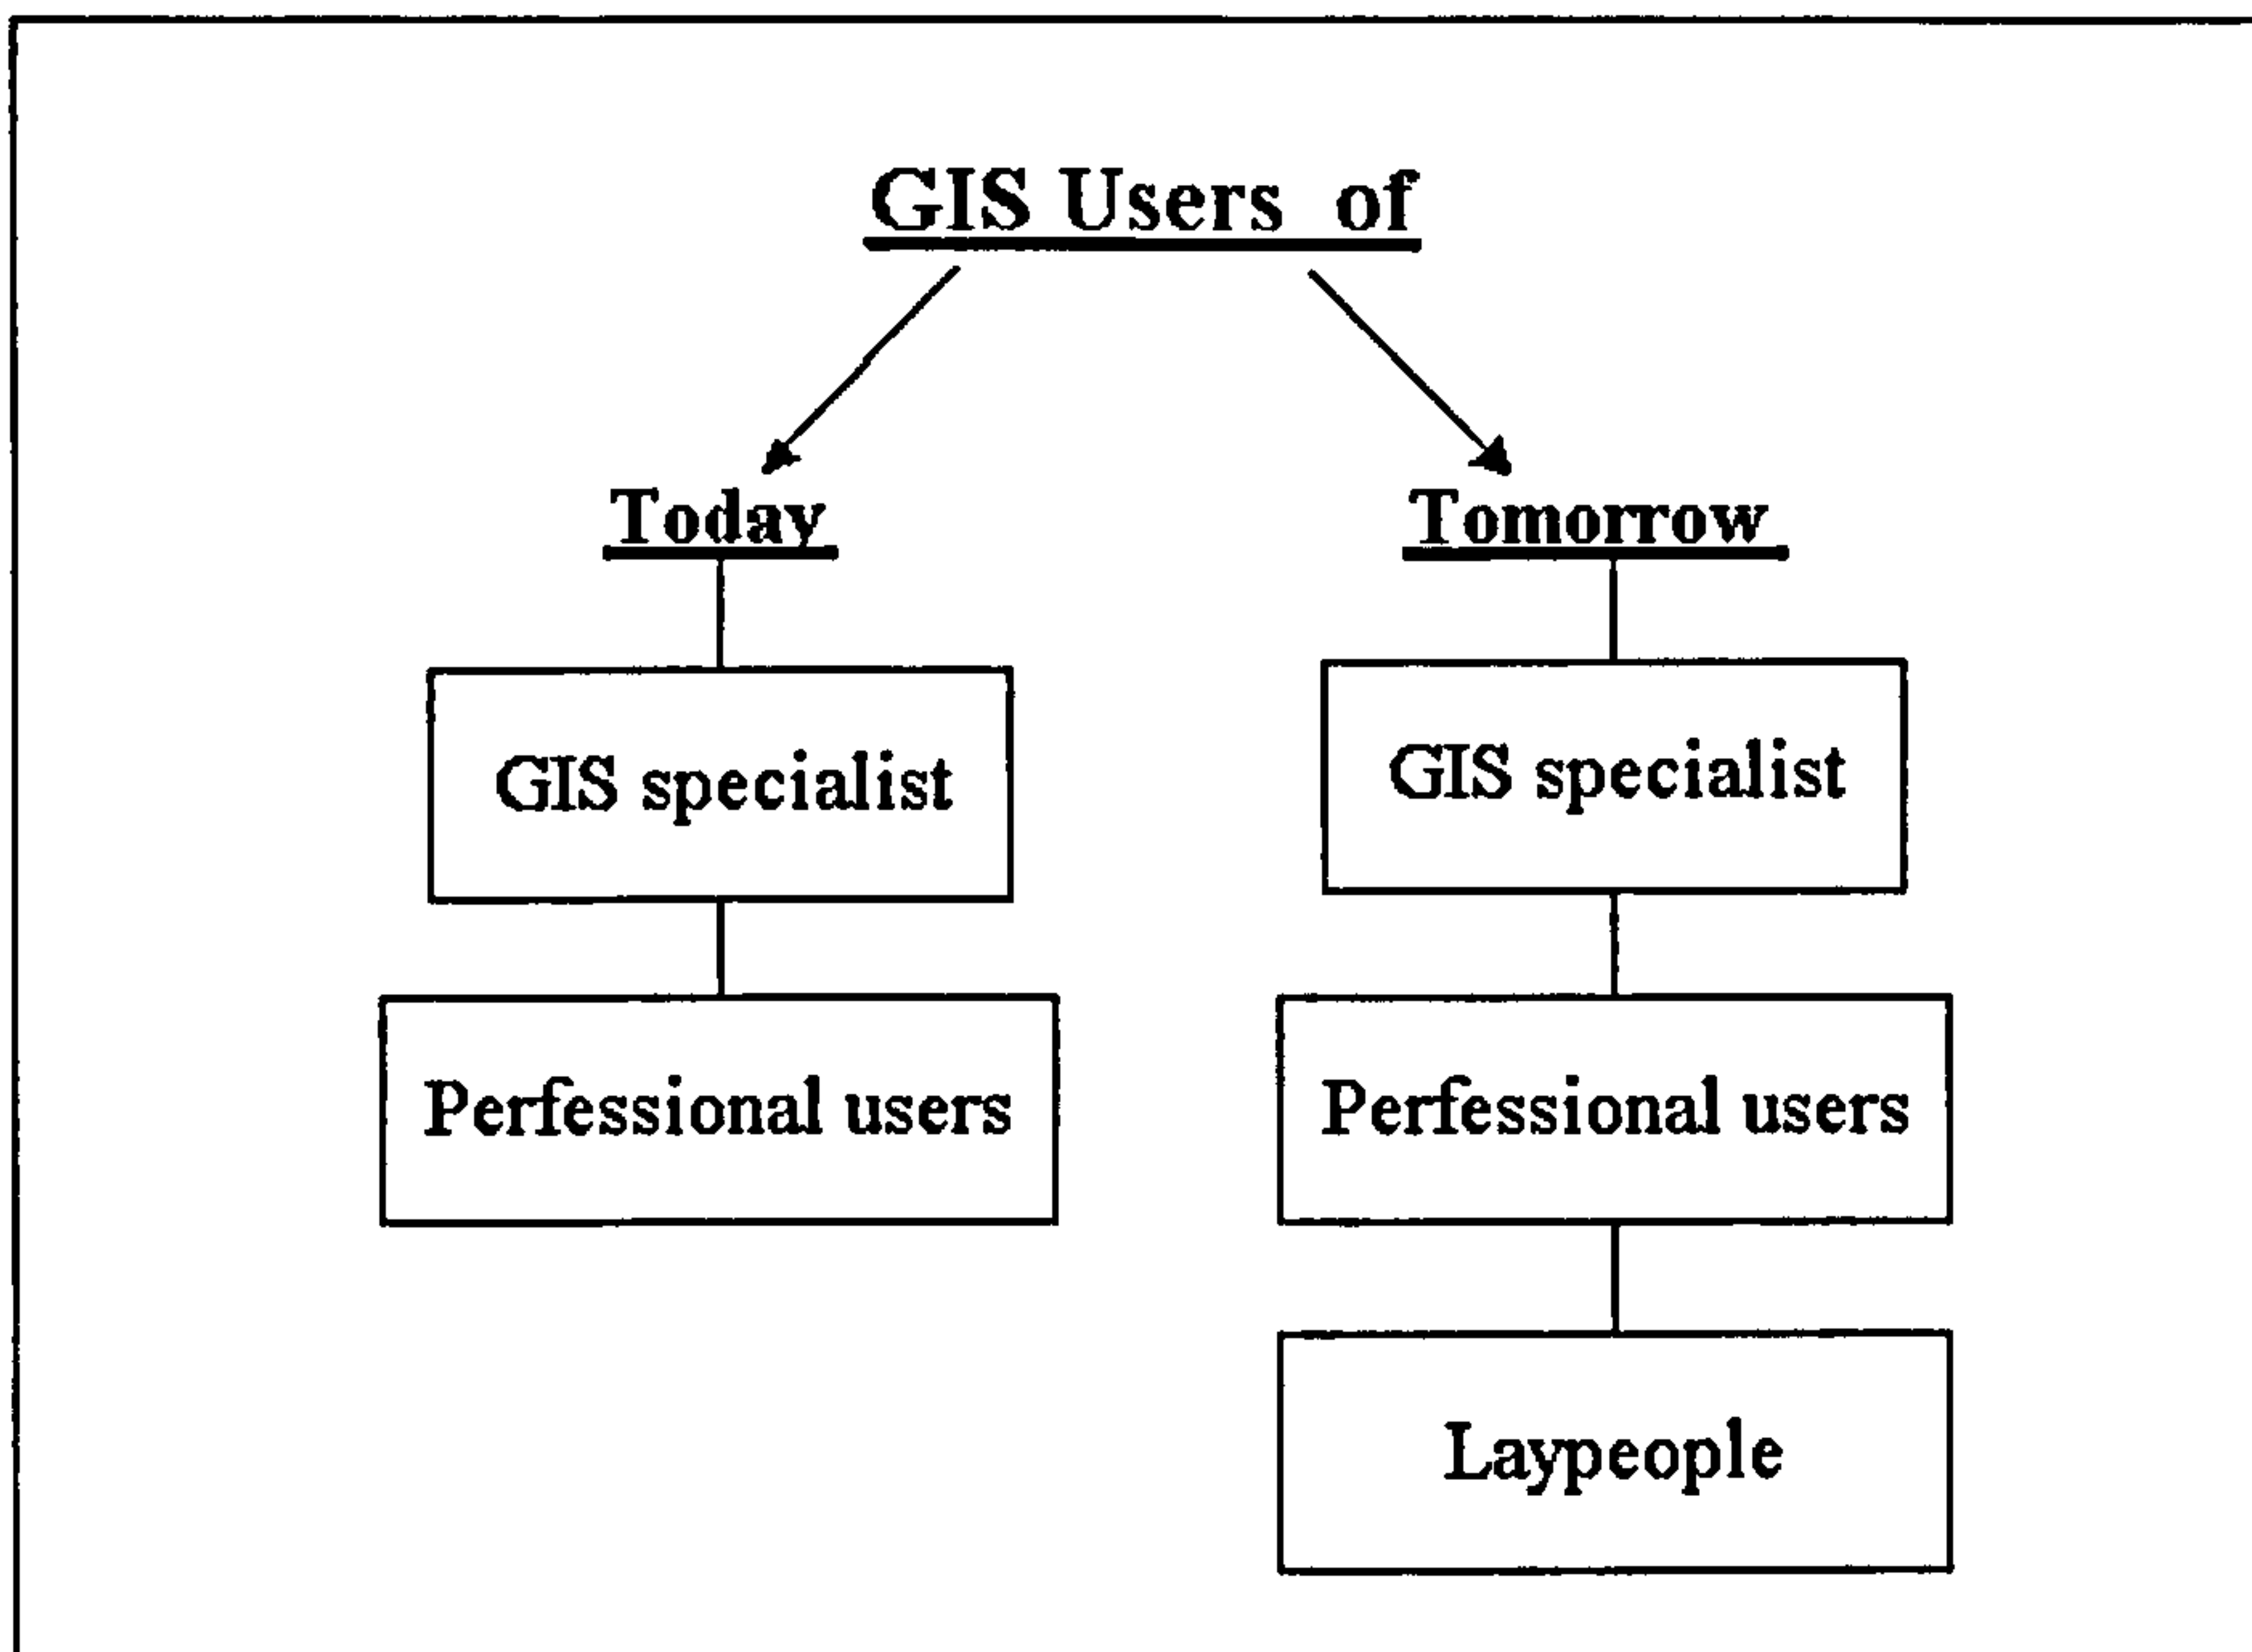 GIS Users of
Today
Tomorrow
GIS specialist
GIS specialist
Perfessional users
Perfessional users
Laypeople